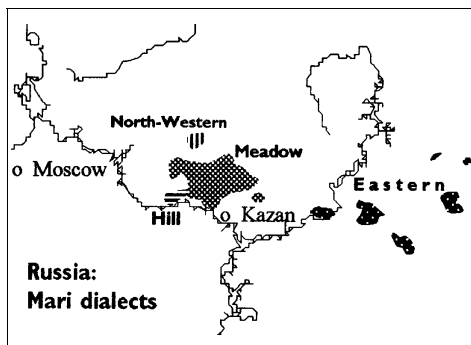 North-Western
Meadow
o Moscow
Eastern
Hill
o Kazan
Russia:
Mari dialects